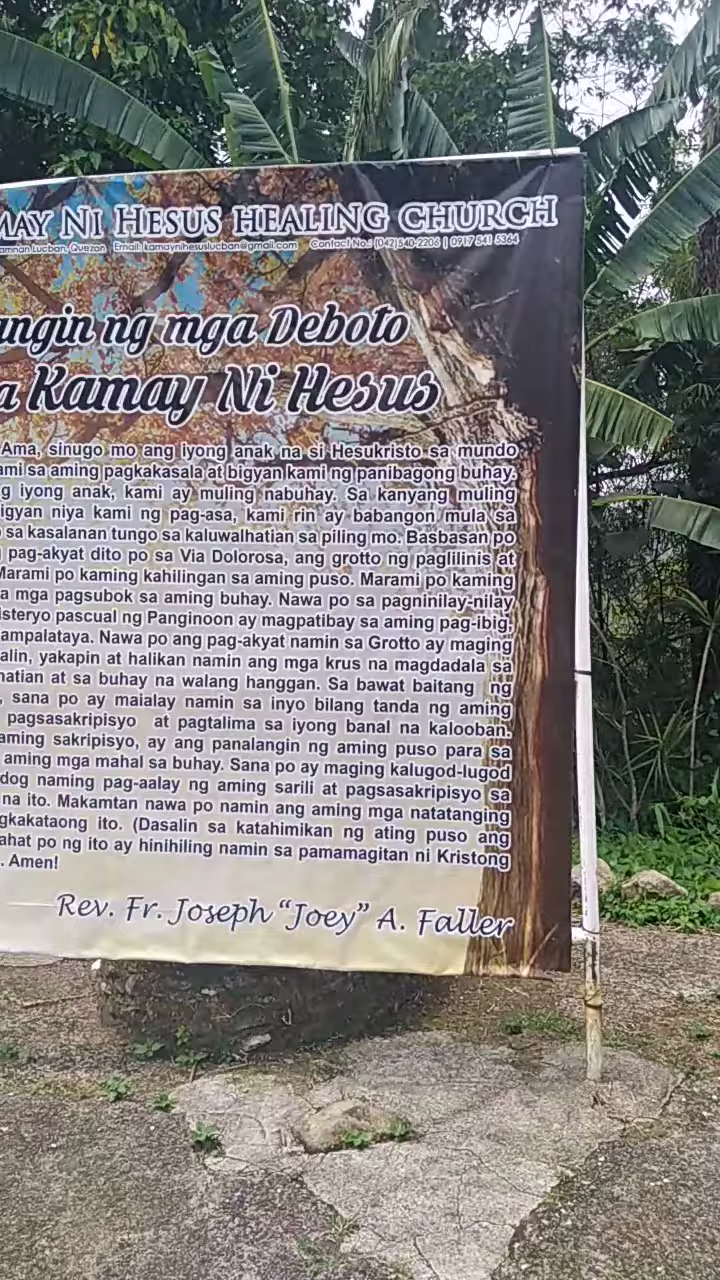 MAY NI HESUS HEALING CHURCH
Lucban, Quezon Email: kamaynihesuslucban@gmail.com Contact No.: (042)540-2206 | 0917 541 5364
angin ng mga Deboto
a Kamay Ni Hesus
Ama, sinugo mo ang iyong anak na si Hesukristo sa mundo
ami sa aming pagkakasala at bigyan kami ng panibagong buhay.
g iyong anak, kami ay muling nabuhay. Sa kanyang muling
igyan niya kami ng pag-asa, kami rin ay babangon mula sa
sa kasalanan tungo sa kaluwalhatian sa piling mo. Basbasan po
pag-akyat dito po sa Via Dolorosa, ang grotto ng paglilinis at
Marami po kaming kahilingan sa aming puso. Marami po kaming
a mga pagsubok sa aming buhay. Nawa po sa pagninilay-nilay
isteryo pascual ng Panginoon ay magpatibay sa aming pag-ibig,
ampalataya. Nawa po ang pag-akyat namin sa Grotto ay maging
alin, yakapin at halikan namin ang mga krus na magdadala sa
hatian at sa buhay na walang hanggan. Sa bawat baitang ng
, sana po ay maialay namin sa inyo bilang tanda ng aming
pagsasakripisyo at pagtalima sa iyong banal na kalooban.
aming sakripisyo, ay ang panalangin ng aming puso para sa
aming mga mahal sa buhay. Sana po ay maging kalugod-lugod
dog naming pag-aalay ng aming sarili at pagsasakripisyo sa
na ito. Makamtan nawa po namin ang aming mga natatanging
gkakataong ito. (Dasalin sa katahimikan ng ating puso ang
ahat po ng ito ay hinihiling namin sa pamamagitan ni Kristong
. Amen!
Rev. Fr. Joseph “Joey” A. Faller